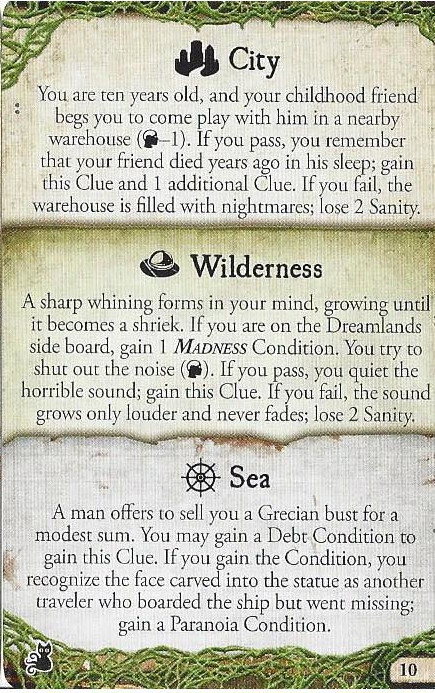 City
You are ten years old, and your childhood friend
begs you to come play with him in a nearby
warehouse (–1). If you pass, you remember
that your friend died years ago in his sleep; gain
this Clue and 1 additional Clue. If you fail, the
warehouse is filled with nightmares; lose 2 Sanity.
Wilderness
A sharp whining forms in your mind, growing until
it becomes a shriek. If you are on the Dreamlands
side board, gain 1 MADNESS Condition. You try to
shut out the noise (). If you pass, you quiet the
horrible sound; gain this Clue. If you fail, the sound
grows only louder and never fades; lose 2 Sanity.
Sea
A man offers to sell you a Grecian bust for a
modest sum. You may gain a Debt Condition to
gain this Clue. If you gain the Condition, you
recognize the face carved into the statue as another
traveler who boarded the ship but went missing;
gain a Paranoia Condition.
10